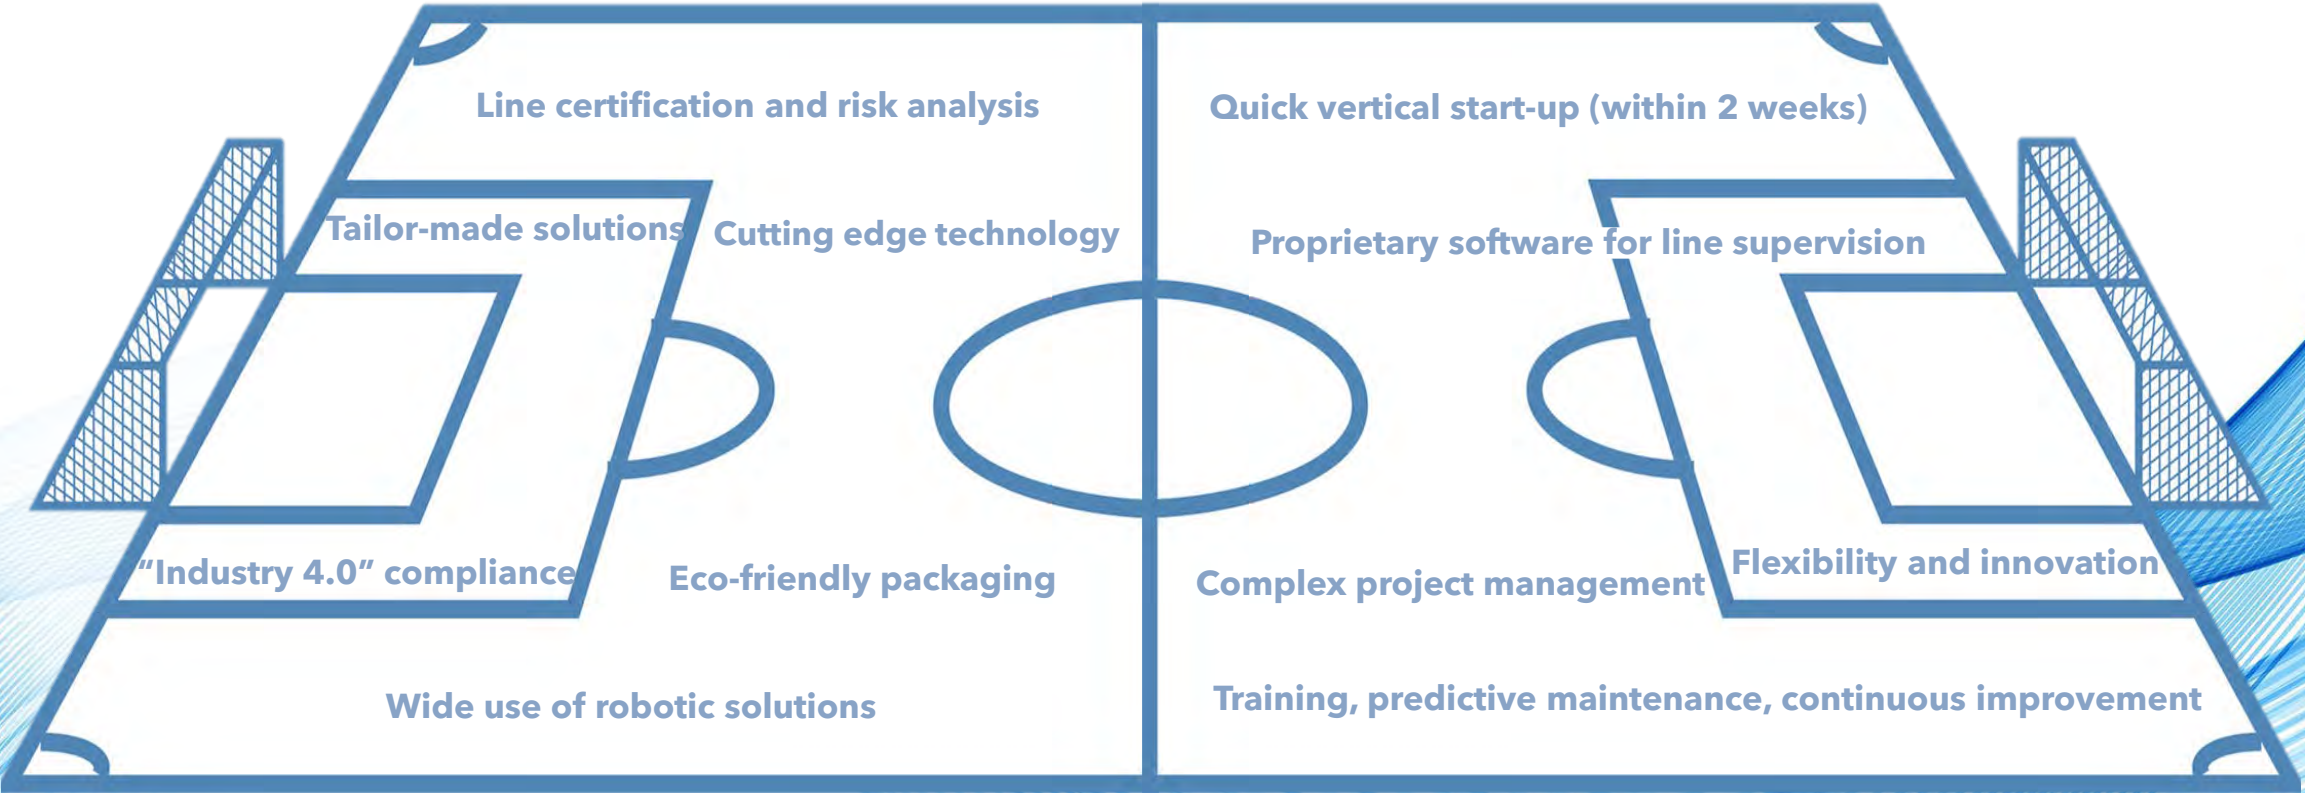 Line certification and risk analysis
Quick vertical start-up (within 2 weeks)
Tailor-made solutions
Cutting edge technology
Proprietary software for line supervision
“Industry 4.0” compliance
Eco-friendly packaging
Complex project management
Flexibility and innovation
Wide use of robotic solutions
Training, predictive maintenance, continuous improvement